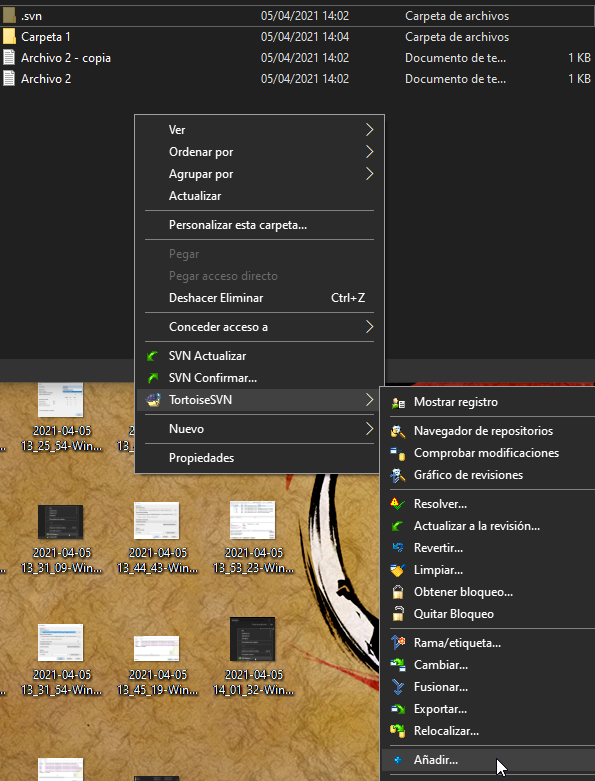 .svn 05/04/2021 14:02 Carpeta de archivos
Carpeta 1 05/04/2021 14:04 Carpeta de archivos
Archivo 2 - copia 05/04/2021 14:02 Documento de te... 1 KB
Archivo 2 05/04/2021 14:02 Documento de te... 1 KB
Ver
Ordenar por
Agrupar por
Actualizar
Personalizar esta carpeta...
Pegar
Pegar acceso directo
Deshacer Eliminar Ctrl+Z
Conceder acceso a
SVN Actualizar
SVN Confirmar...
TortoiseSVN
Nuevo
Propiedades
Mostrar registro
Navegador de repositorios
Comprobar modificaciones
Gráfico de revisiones
Resolver...
Actualizar a la revisión...
Revertir...
Limpiar...
Obtener bloqueo...
Quitar Bloqueo
Rama/etiqueta...
Cambiar...
Fusionar...
Exportar...
Relocalizar...
Añadir...
2021-04-05
13_25_54-Win...
2021-04-05
13_31_09-Win...
2021-04-05
13_44_43-Win...
2021-04-05
13_53_23-Win...
2021-04-05
13_31_54-Win...
2021-04-05
13_45_19-Win...
2021-04-05
14_01_32-Win...